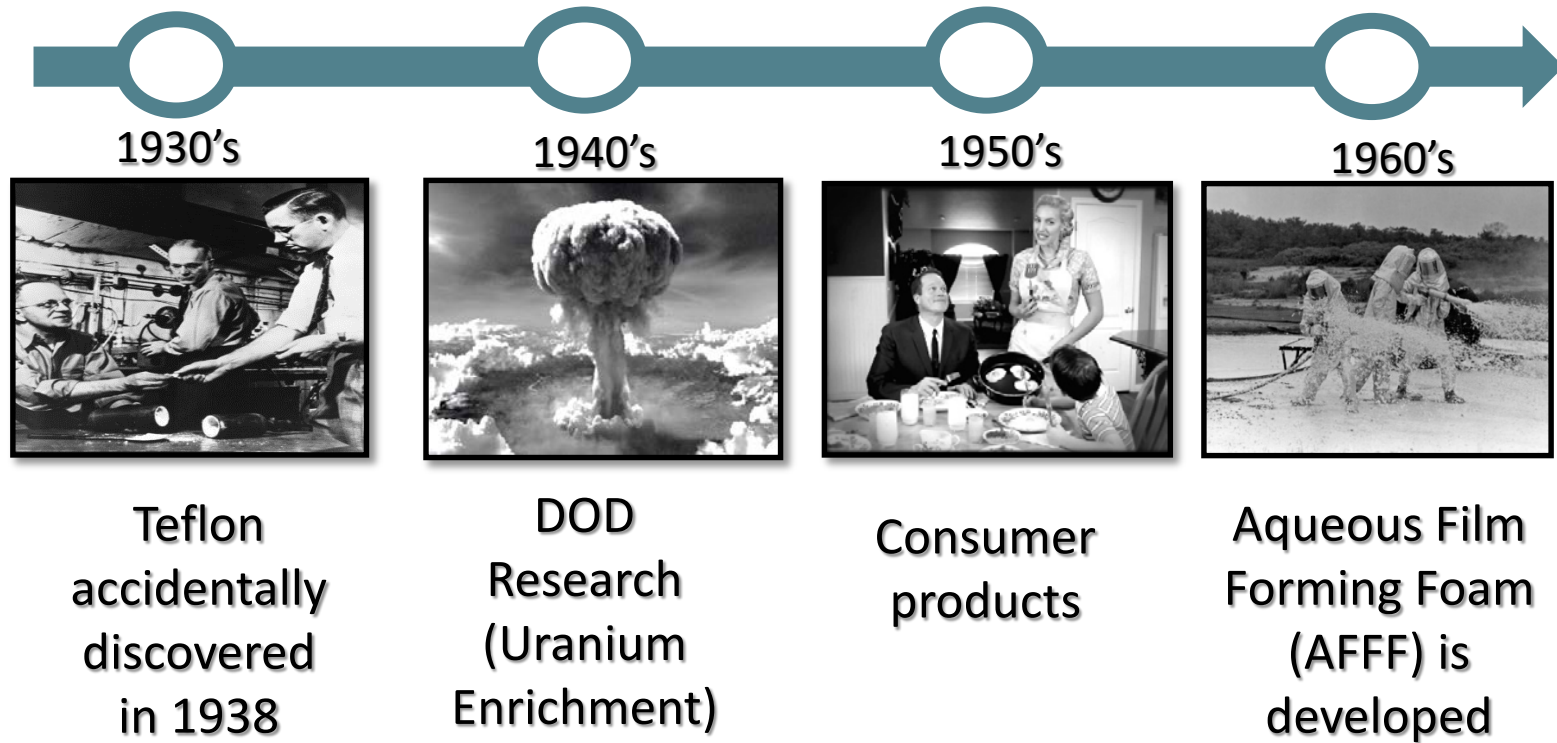 1930’s
1940’s
1950’s
1960’s
Teflon
accidentally
discovered
in 1938
DOD
Research
(Uranium
Enrichment)
Consumer
products
Aqueous Film
Forming Foam
(AFFF) is
developed